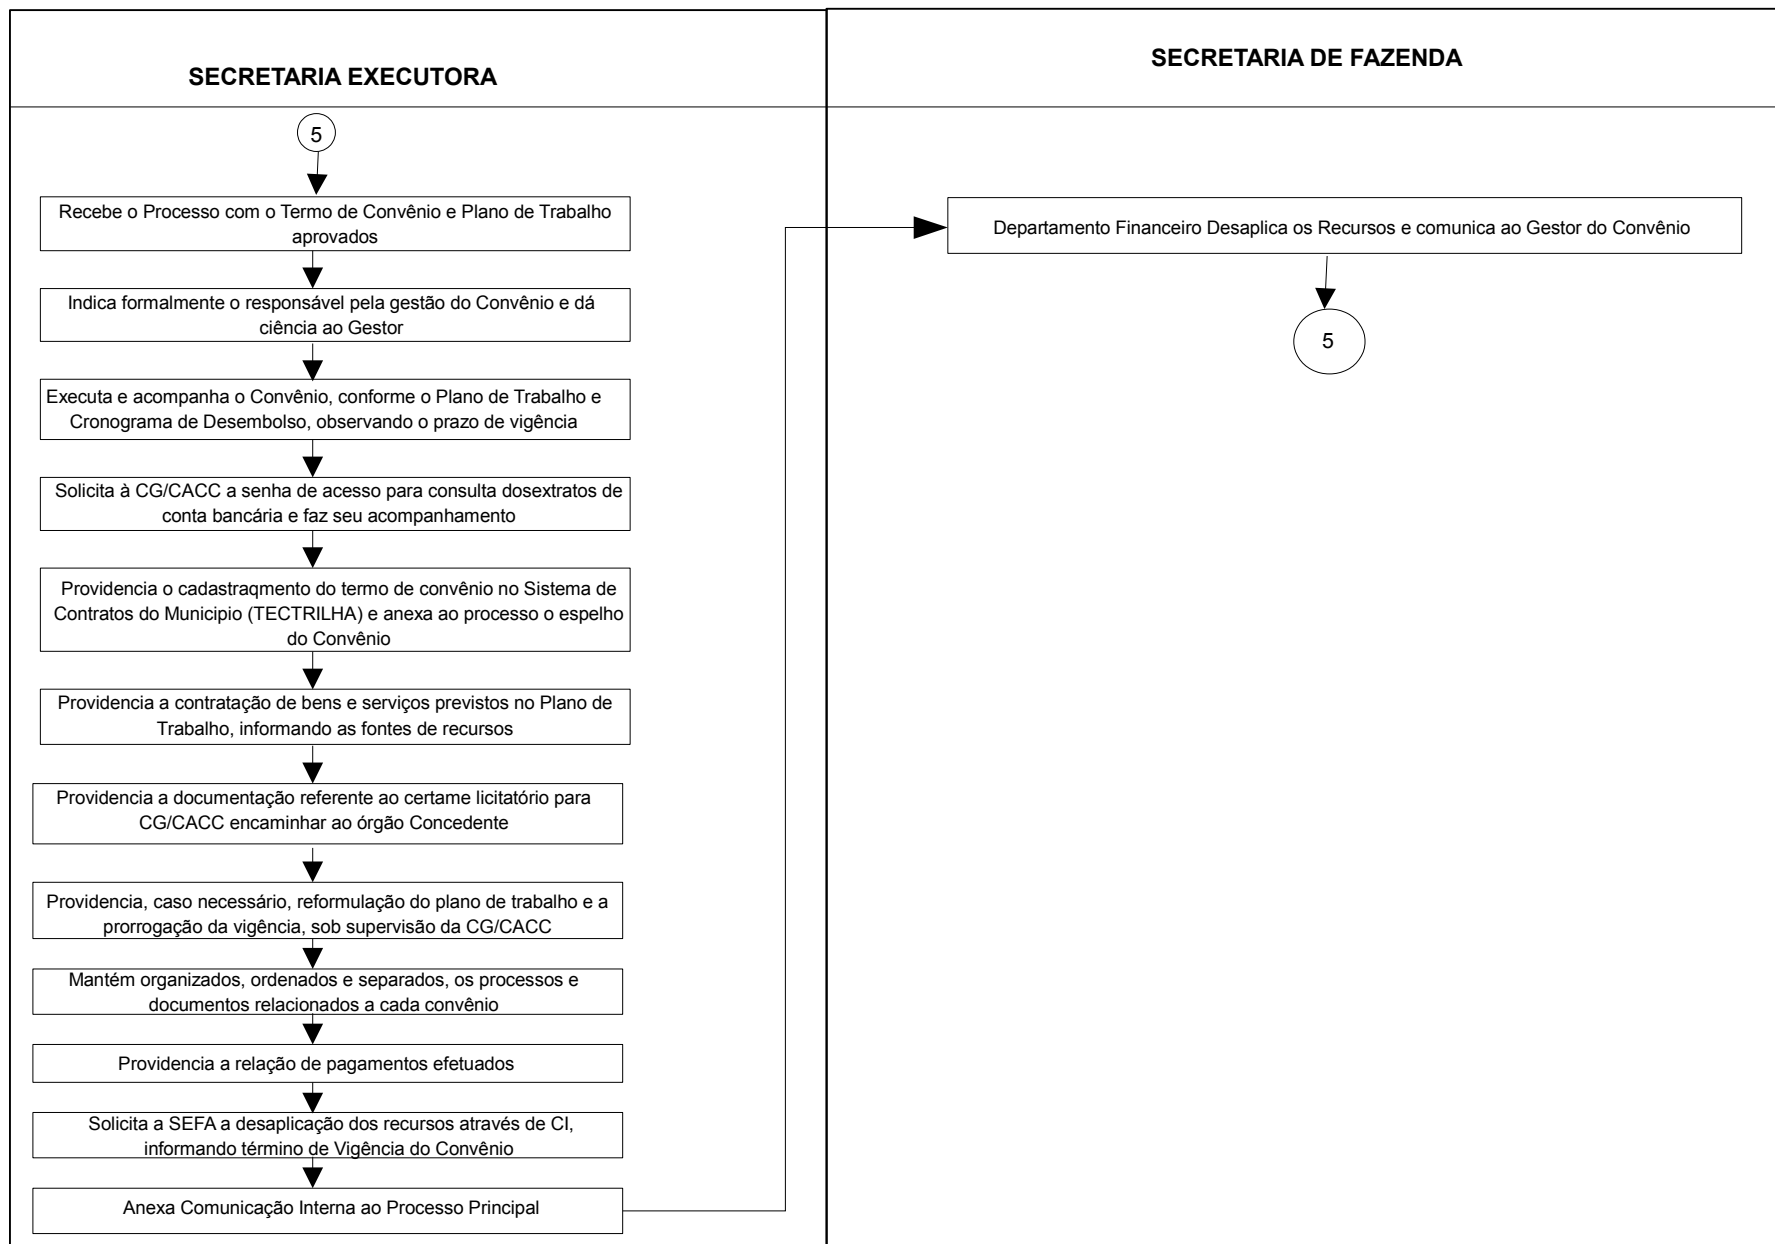 SECRETARIA EXECUTORA
5
Recebe o Processo com o Termo de Convênio e Plano de Trabalho
aprovados
Indica formalmente o responsável pela gestão do Convênio e dá
ciência ao Gestor
Executa e acompanha o Convênio, conforme o Plano de Trabalho e
Cronograma de Desembolso, observando o prazo de vigência
Solicita à CG/CACC a senha de acesso para consulta dosextratos de
conta bancária e faz seu acompanhamento
Providencia o cadastraqmento do termo de convênio no Sistema de
Contratos do Municipio (TECTRILHA) e anexa ao processo o espelho
do Convênio
Providencia a contratação de bens e serviços previstos no Plano de
Trabalho, informando as fontes de recursos
Providencia a documentação referente ao certame licitatório para
CG/CACC encaminhar ao órgão Concedente
Providencia, caso necessário, reformulação do plano de trabalho e a
prorrogação da vigência, sob supervisão da CG/CACC
Mantém organizados, ordenados e separados, os processos e
documentos relacionados a cada convênio
Providencia a relação de pagamentos efetuados
Solicita a SEFA a desaplicação dos recursos através de CI,
informando término de Vigência do Convênio
Anexa Comunicação Interna ao Processo Principal
SECRETARIA DE FAZENDA
Departamento Financeiro Desaplica os Recursos e comunica ao Gestor do Convênio
5